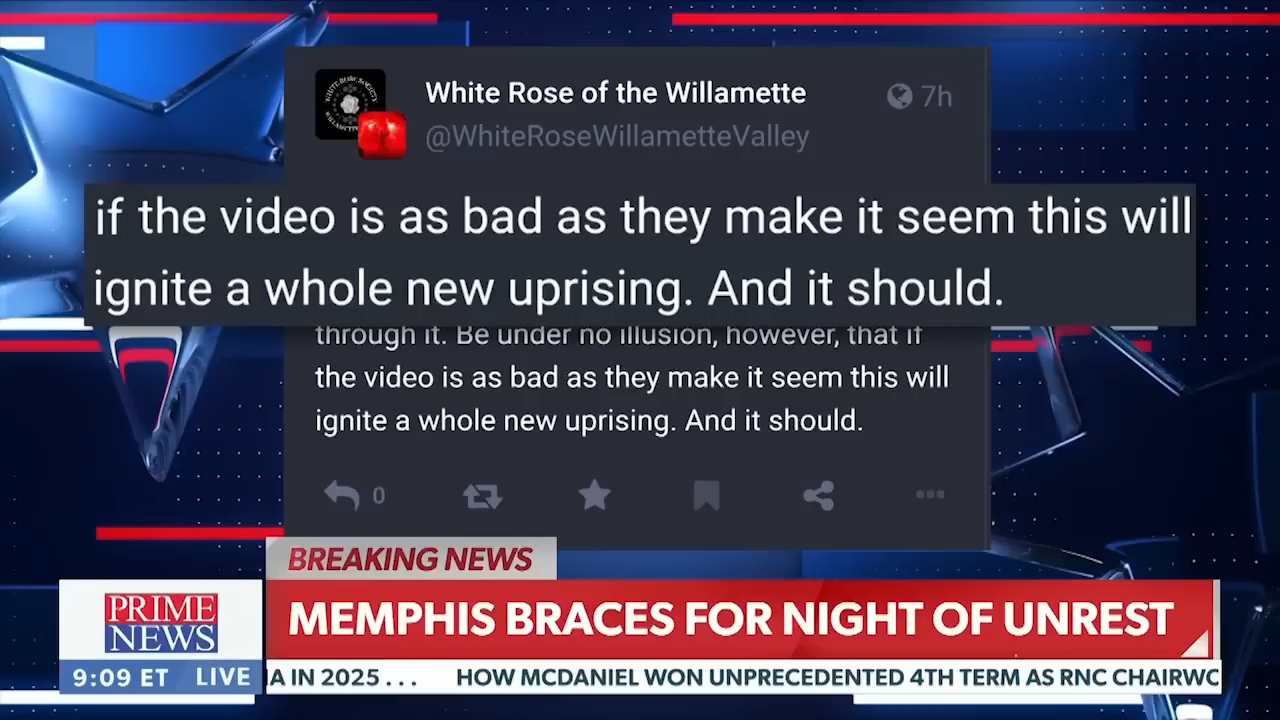 White Rose of the Willamette
7h
@WhiteRoseWillametteValley
if the video is as bad as they make it seem this will
ignite a whole new uprising. And it should.
through it. Be under no illusion, however, that if
the video is as bad as they make it seem this will
ignite a whole new uprising. And it should.
0
BREAKING NEWS
MEMPHIS BRACES FOR NIGHT OF UNREST
PRIME
NEWS
9:09 ET LIVE
IA IN 2025 . . . HOW MCDANIEL WON UNPRECEDENTED 4TH TERM AS RNC CHAIRWO